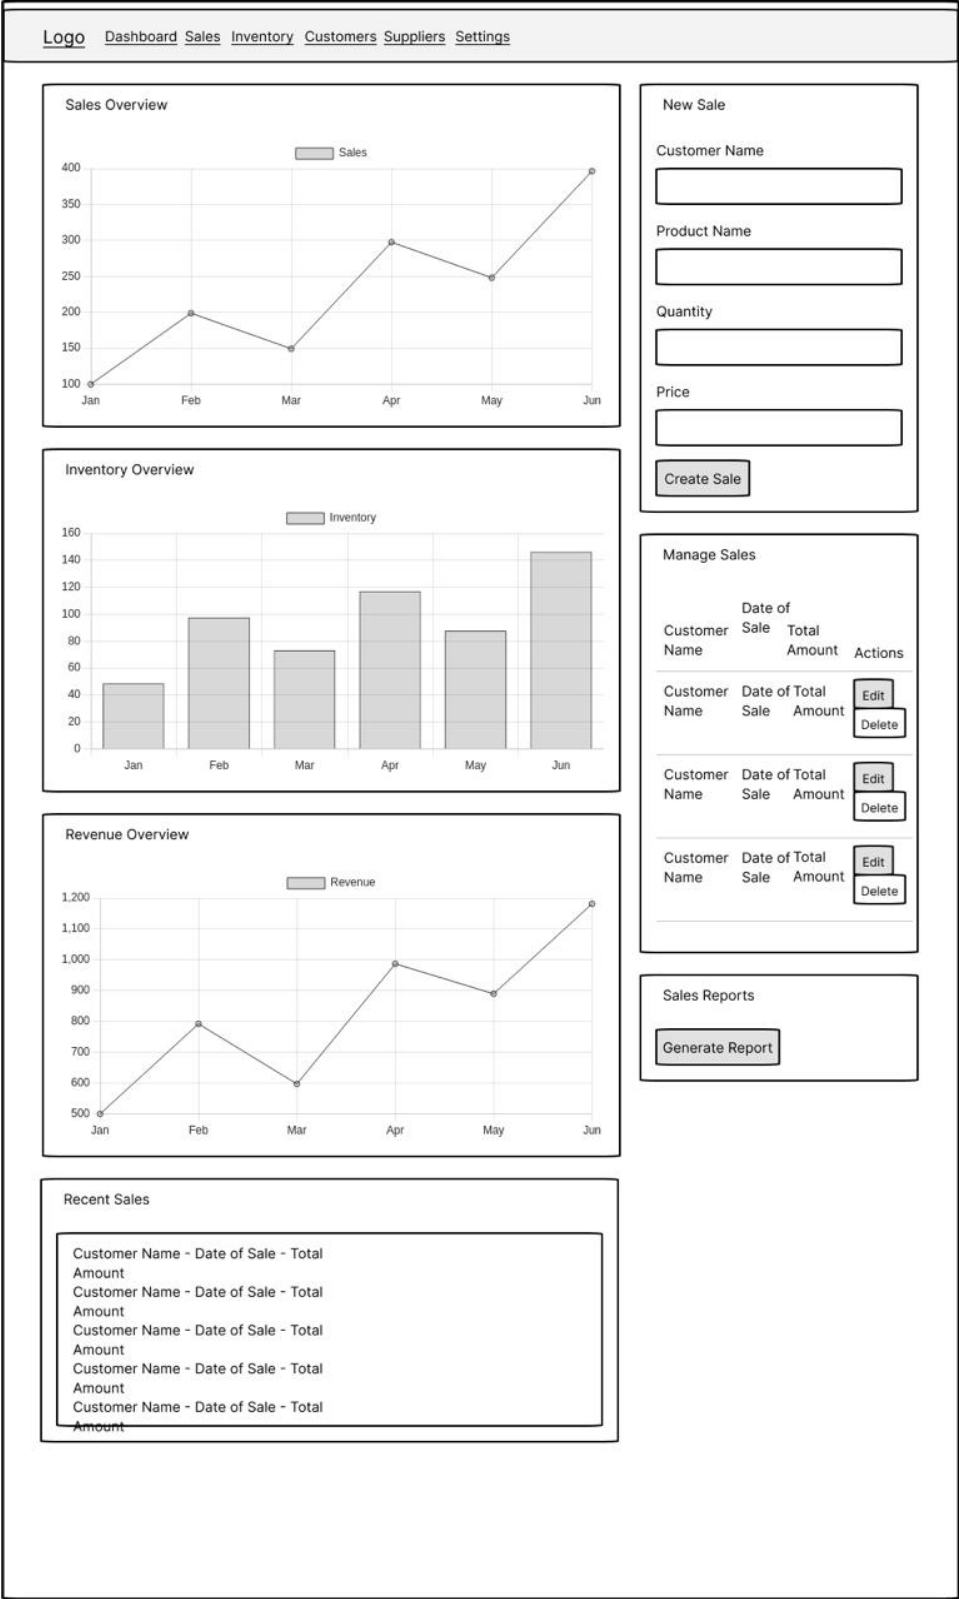 Logo Dashboard Sales Inventory Customers Suppliers Settings
Sales Overview
Sales
400
350
300
250
200
150
100
Jan Feb Mar Apr May Jun
Inventory Overview
Inventory
160
140
120
100
80
60
40
20
0
Jan Feb Mar Apr May Jun
Revenue Overview
Revenue
1,200
1,100
1,000
900
800
700
600
500
Jan Feb Mar Apr May Jun
Recent Sales
Customer Name - Date of Sale - Total
Amount
Customer Name - Date of Sale - Total
Amount
Customer Name - Date of Sale - Total
Amount
Customer Name - Date of Sale - Total
Amount
Customer Name - Date of Sale - Total
Amount
New Sale
Customer Name
Product Name
Quantity
Price
Create Sale
Manage Sales
Customer
Name
Date of
Sale
Total
Amount
Actions
Customer
Name
Date of
Sale
Total
Amount
Edit
Delete
Customer
Name
Date of
Sale
Total
Amount
Edit
Delete
Customer
Name
Date of
Sale
Total
Amount
Edit
Delete
Sales Reports
Generate Report